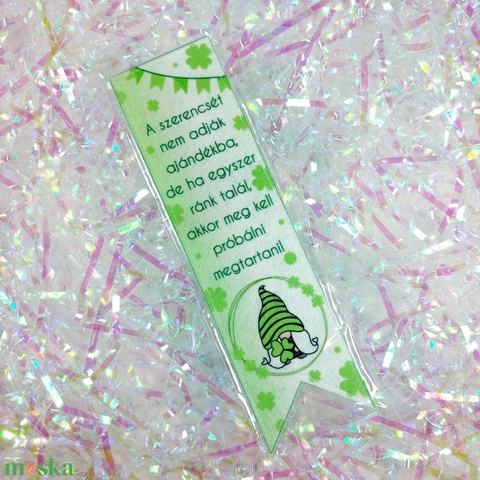 A szerencsét
nem adják
ajándékba,
de ha egyszer
ránk talál,
akkor meg kell
próbálni
megtartani!
meska